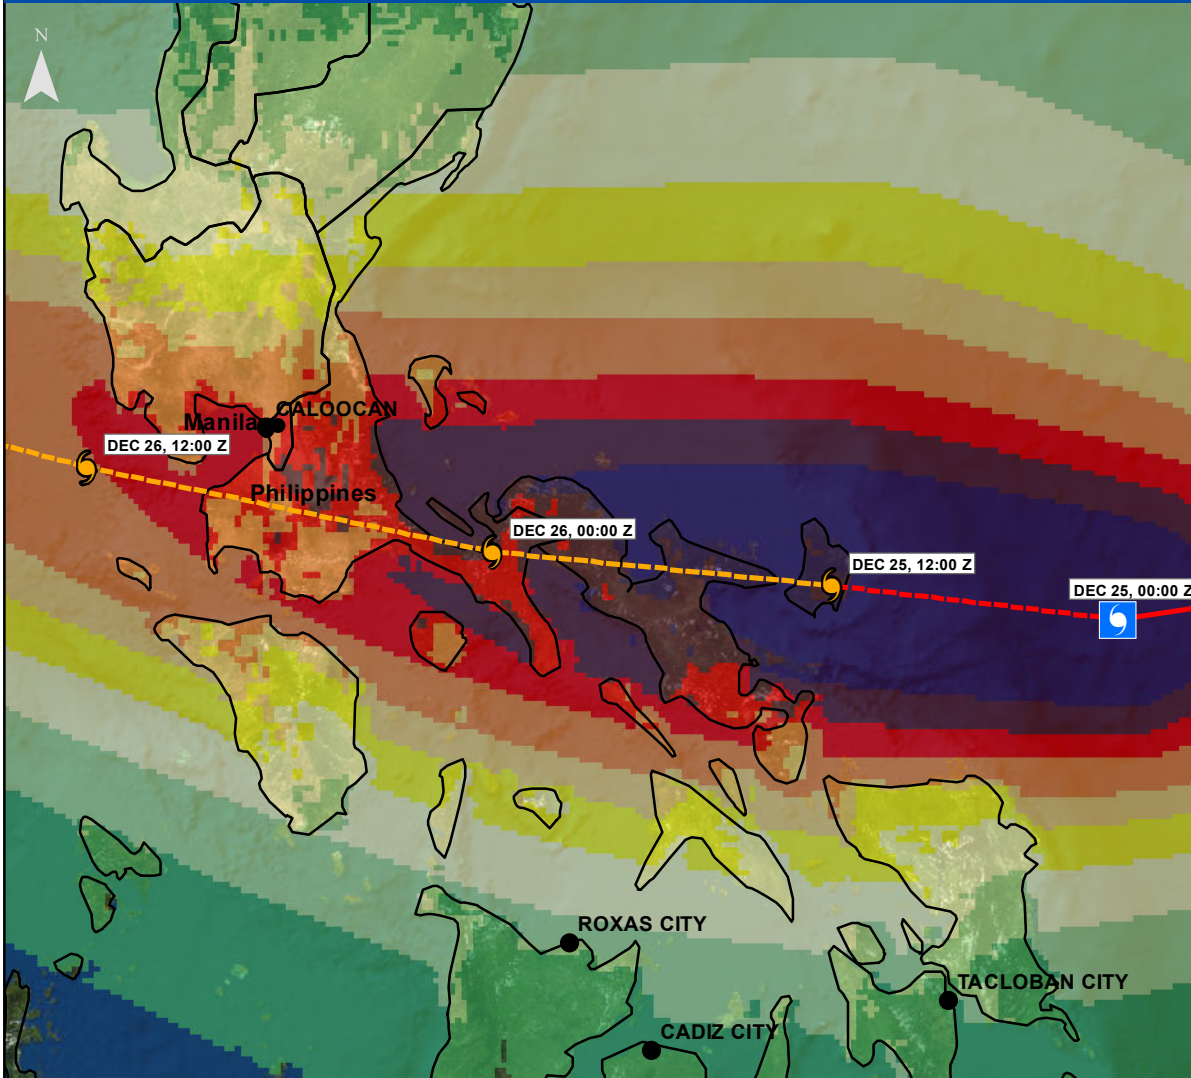 N
CALOOCAN
Manila
DEC 26, 12:00 Z
Philippines
DEC 26, 00:00 Z
DEC 25, 12:00 Z
DEC 25, 00:00 Z
ROXAS CITY
TACLOBAN CITY
CADIZ CITY